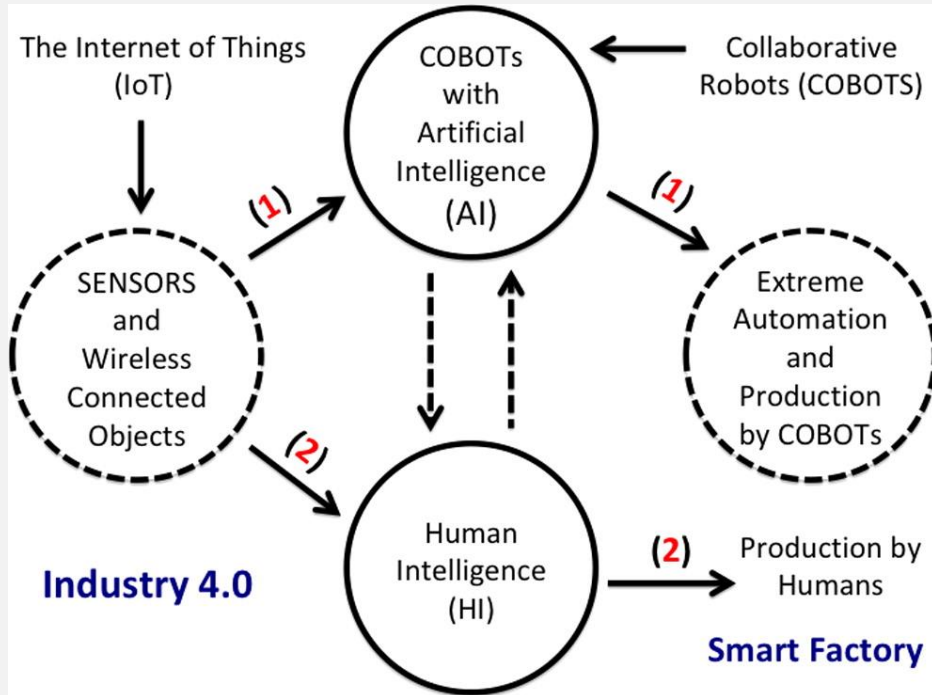 The Internet of Things
(IoT)
COBOTs
with
Artificial
Intelligence
(AI)
Collaborative
Robots (COBOTS)
(1)
(1)
SENSORS
and
Wireless
Connected
Objects
Extreme
Automation
and
Production
by COBOTs
(2)
Human
Intelligence
(HI)
(2)
Production by
Humans
Industry 4.0
Smart Factory